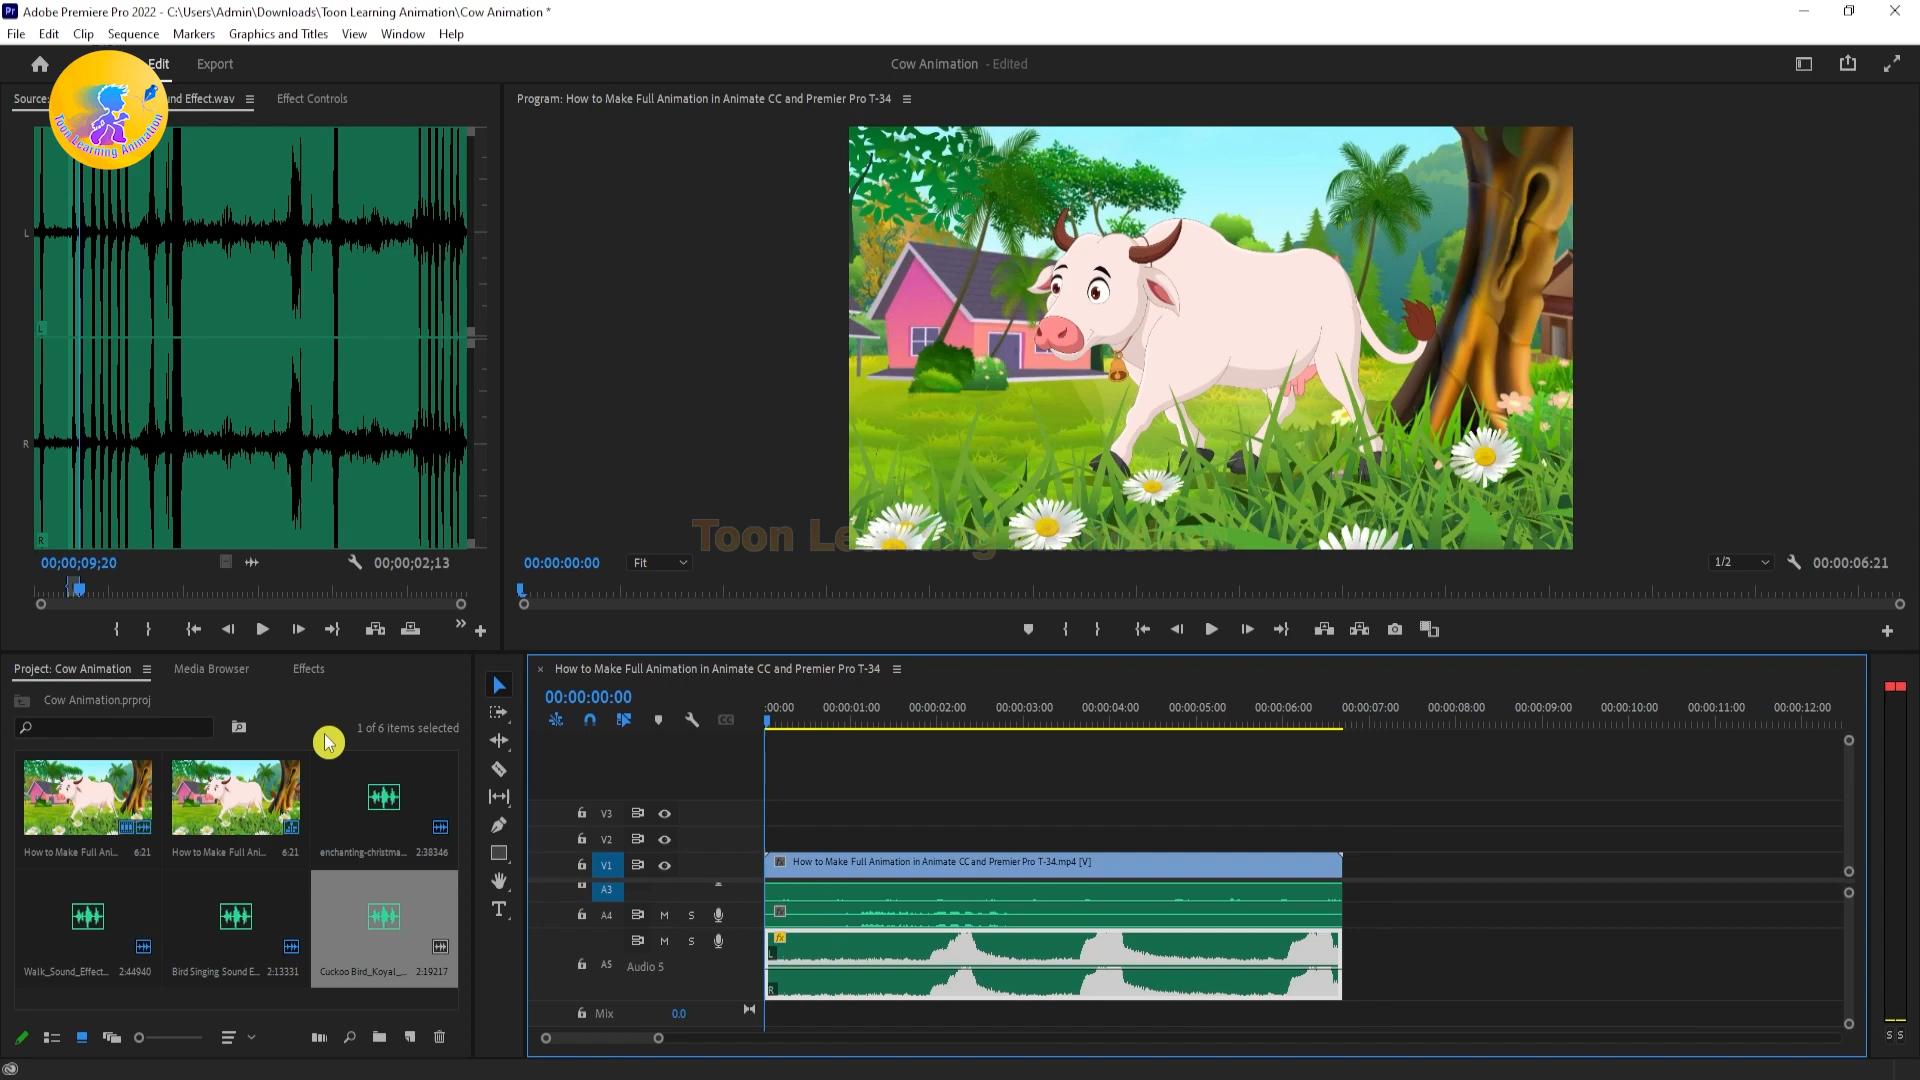 Adobe Premiere Pro 2022 - C:\Users\Admin\Downloads\Toon Learning Animation\Cow Animation *
File Edit Clip Sequence Markers Graphics and Titles View Window Help
Edit Export
Cow Animation - Edited
Source: nd Effect.wav Effect Controls
Program: How to Make Full Animation in Animate CC and Premier Pro T-34
Toon Learning Animation
L
L
R
R
Toon Le
00;00;09;20
00;00;02;13
00:00:00:00
Fit
1/2
00:00:06:21
Project: Cow Animation Media Browser Effects
Cow Animation.prproj
1 of 6 items selected
How to Make Full Ani... 6:21
How to Make Full Ani... 6:21
enchanting-christma... 2:38346
Walk_Sound_Effect... 2:44940
Bird Singing Sound E... 2:13331
Cuckoo Bird_Koyal_... 2:19217
T
× How to Make Full Animation in Animate CC and Premier Pro T-34
00:00:00:00
CC
:00:00 00:00:01:00 00:00:02:00 00:00:03:00 00:00:04:00 00:00:05:00 00:00:06:00 00:00:07:00 00:00:08:00 00:00:09:00 00:00:10:00 00:00:11:00 00:00:12:00
V3
V2
V1
fx How to Make Full Animation in Animate CC and Premier Pro T-34.mp4 [V]
A3
A4 M S
fx
M S
fx
L
A5 Audio 5
R
Mix 0.0
S S